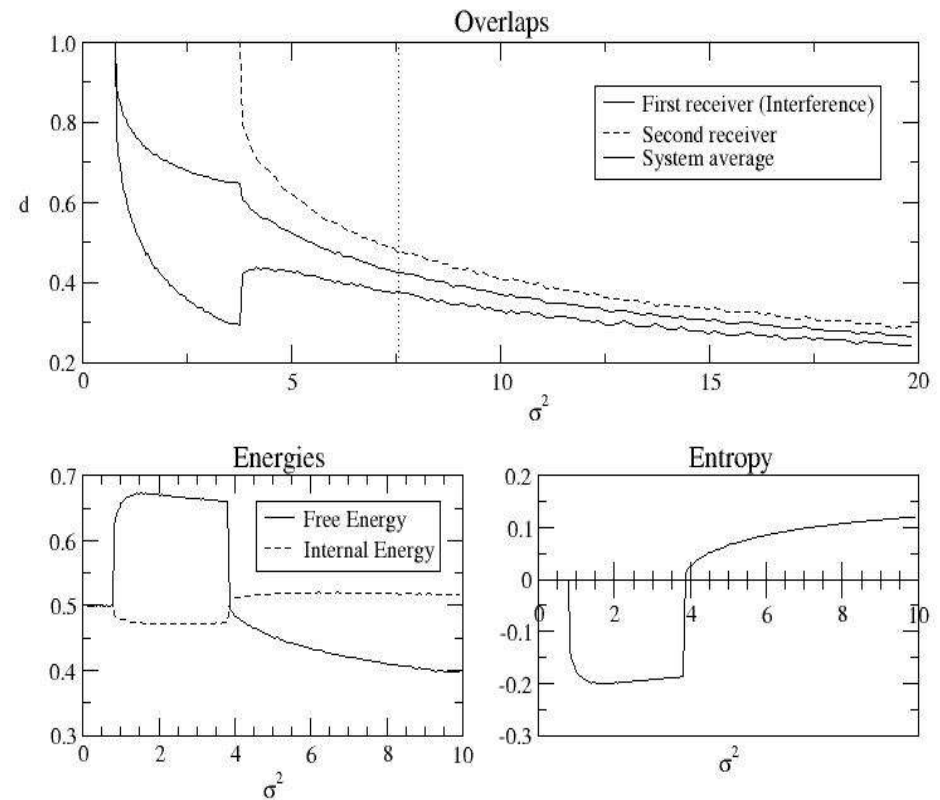 Overlaps
1.0
0.8
0.6
0.4
0.2
d
First receiver (Interference)
Second receiver
System average
0 5 10 15 20
σ²
Energies
0.7
0.6
0.5
0.4
0.3
Free Energy
Internal Energy
0 2 4 6 8 10
σ²
Entropy
0.2
0.1
0
-0.1
-0.2
-0.3
0 2 4 6 8 10
σ²